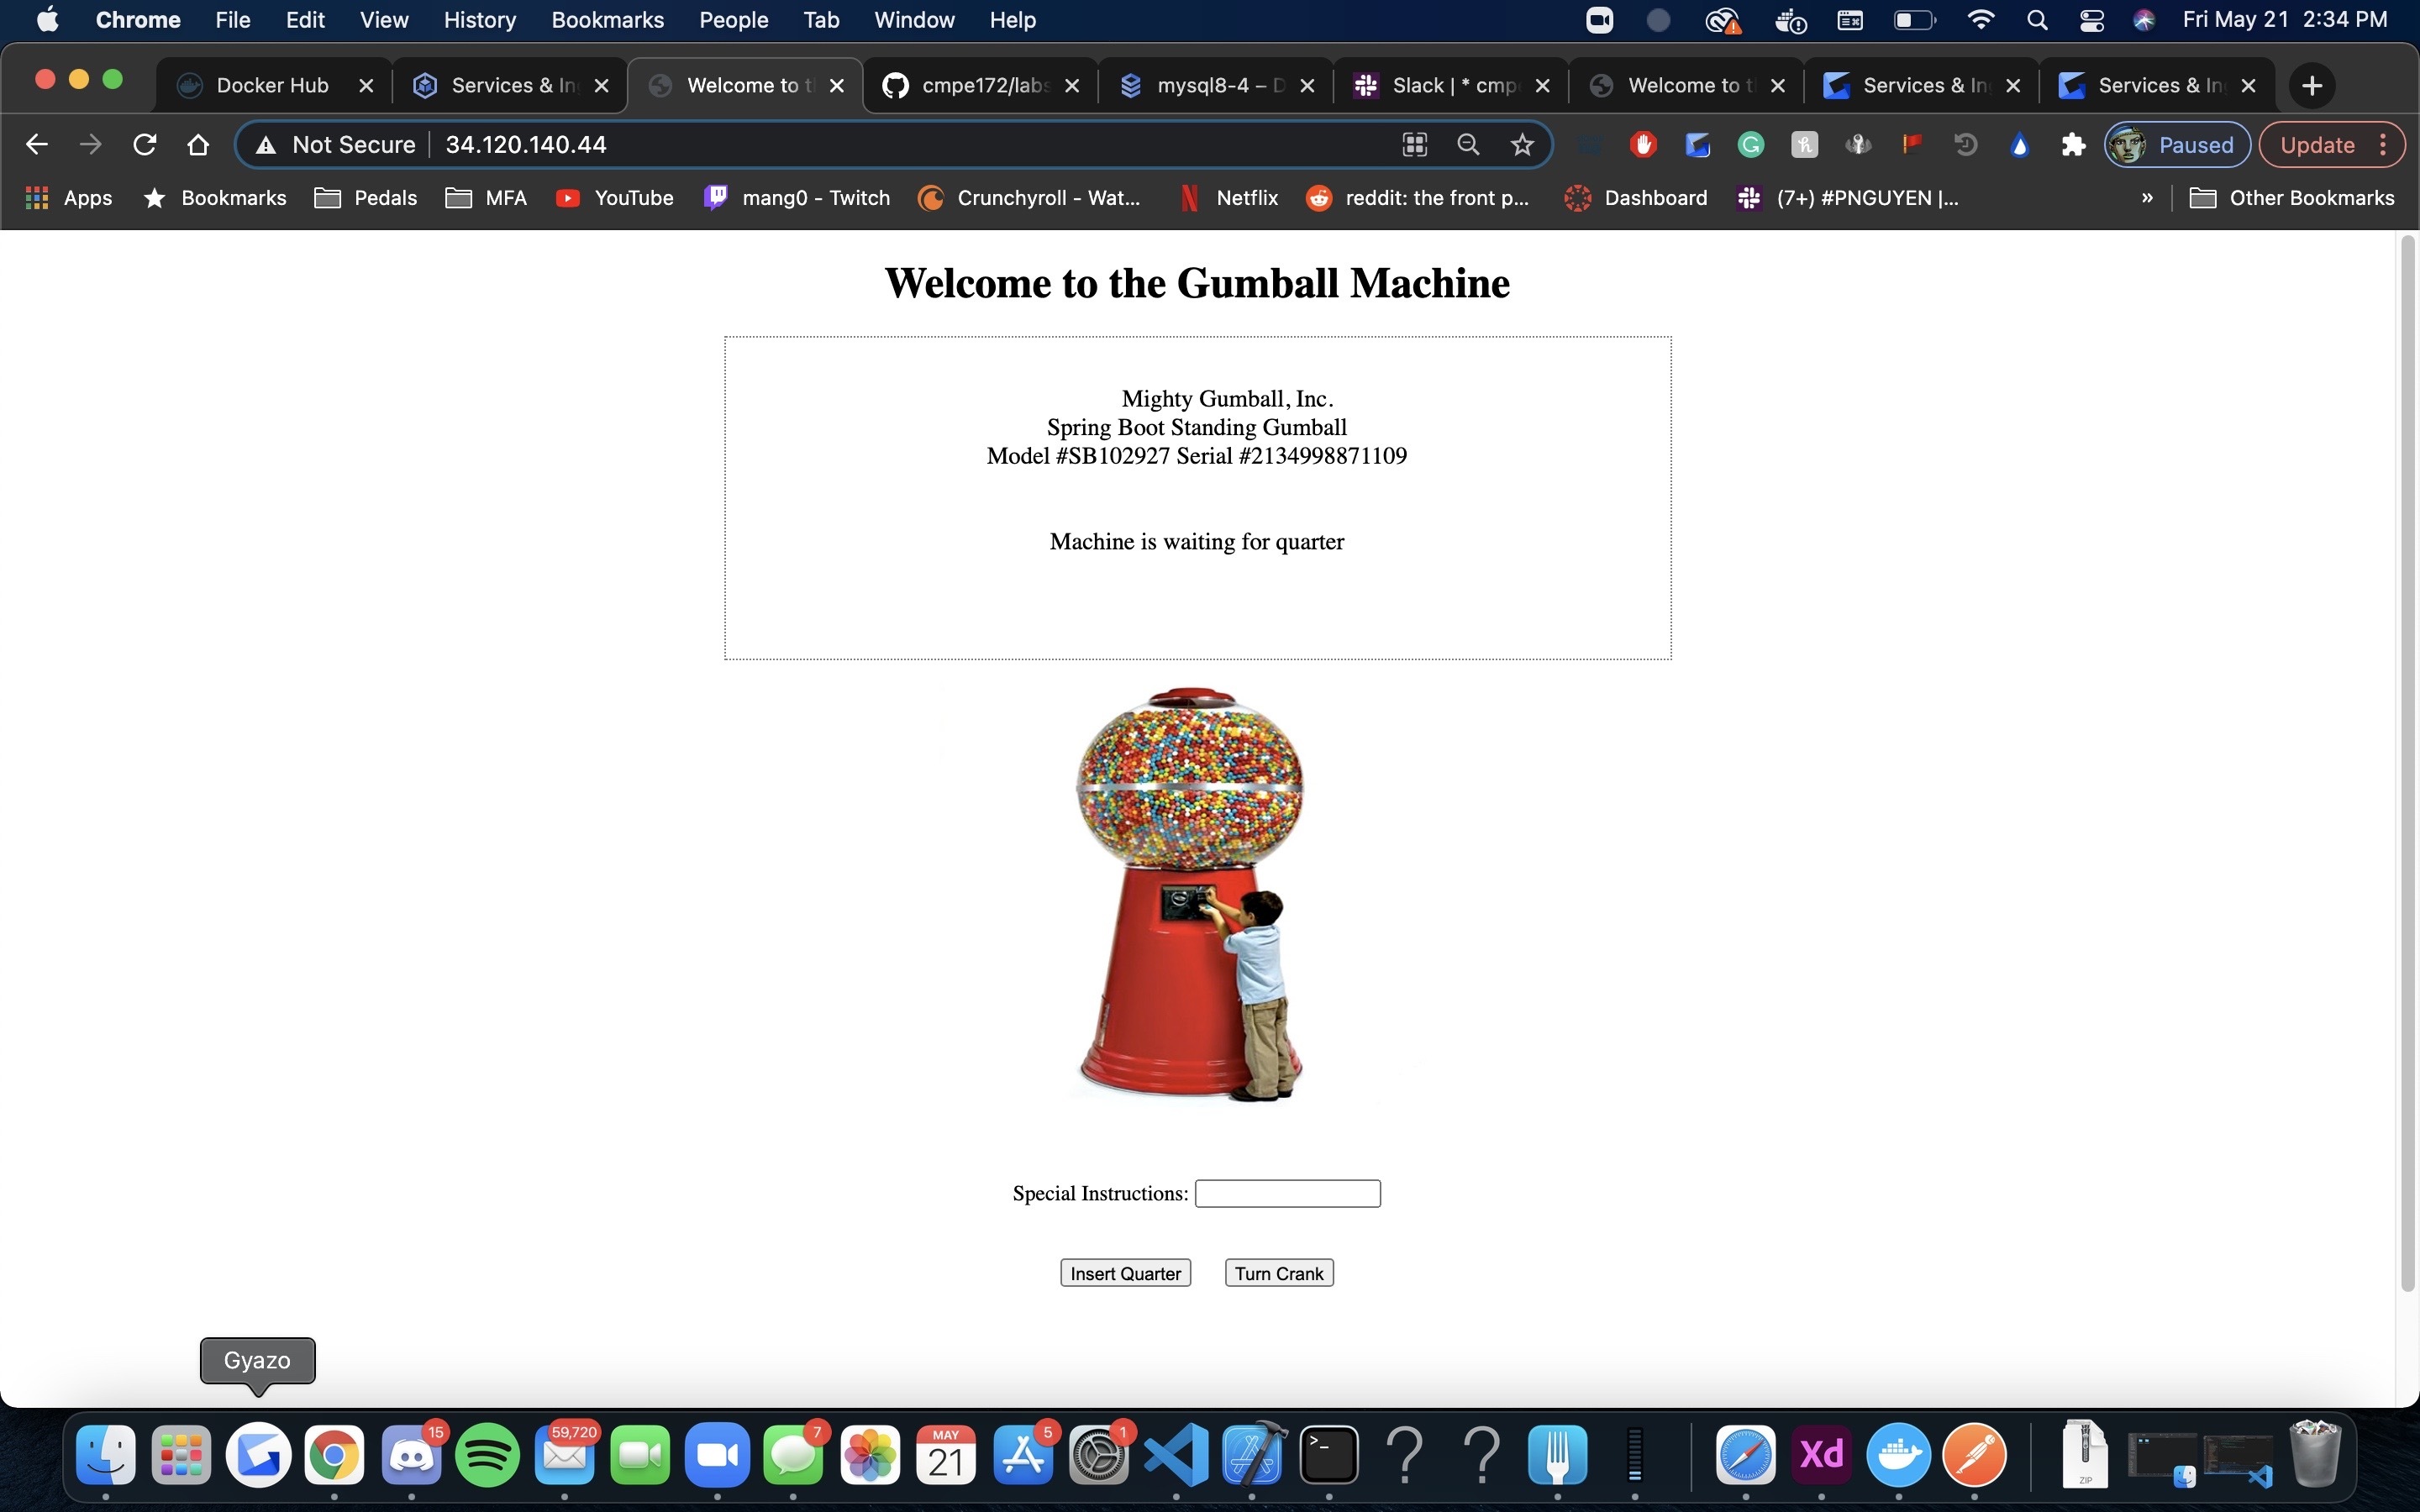 Chrome File Edit View History Bookmarks People Tab Window Help Fri May 21 2:34 PM
Docker Hub Services & In Welcome to t cmpe172/labs mysql8-4 – D Slack | * cmp Welcome to t Services & In Services & In
Not Secure 34.120.140.44 Paused Update
Apps Bookmarks Pedals MFA YouTube mang0 - Twitch Crunchyroll - Wat... Netflix reddit: the front p... Dashboard (7+) #PNGUYEN |... » Other Bookmarks
Welcome to the Gumball Machine
Mighty Gumball, Inc.
Spring Boot Standing Gumball
Model #SB102927 Serial #2134998871109
Machine is waiting for quarter
Special Instructions:
Insert Quarter Turn Crank
Gyazo
15 59,720 7 MAY 21 5 1 >_ ? ? Xd ZIP